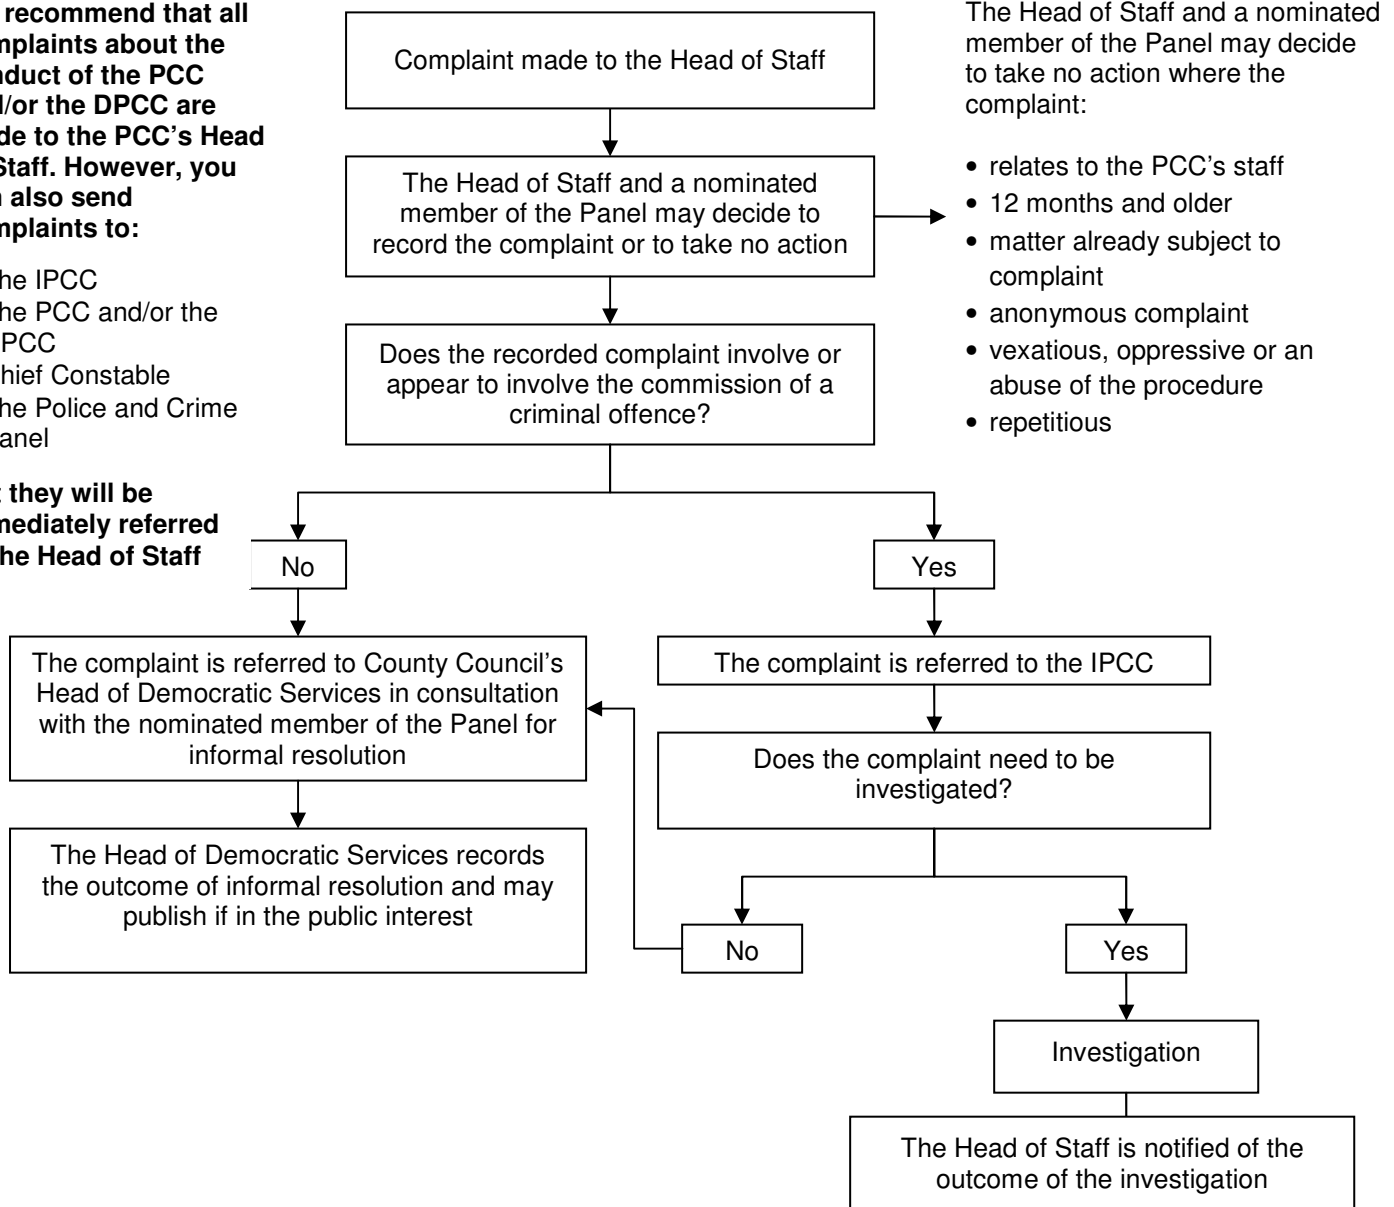 recommend that all
mplaints about the
nduct of the PCC
/or the DPCC are
de to the PCC's Head
Staff. However, you
also send
mplaints to:
he IPCC
he PCC and/or the
PCC
hief Constable
he Police and Crime
anel
they will be
mediately referred
he Head of Staff
Complaint made to the Head of Staff
The Head of Staff and a nominated
member of the Panel may decide to
record the complaint or to take no action
The Head of Staff and a nominated
member of the Panel may decide
to take no action where the
complaint:
• relates to the PCC's staff
• 12 months and older
• matter already subject to
complaint
• anonymous complaint
• vexatious, oppressive or an
abuse of the procedure
• repetitious
Does the recorded complaint involve or
appear to involve the commission of a
criminal offence?
No
Yes
The complaint is referred to County Council's
Head of Democratic Services in consultation
with the nominated member of the Panel for
informal resolution
The complaint is referred to the IPCC
Does the complaint need to be
investigated?
The Head of Democratic Services records
the outcome of informal resolution and may
publish if in the public interest
No
Yes
Investigation
The Head of Staff is notified of the
outcome of the investigation